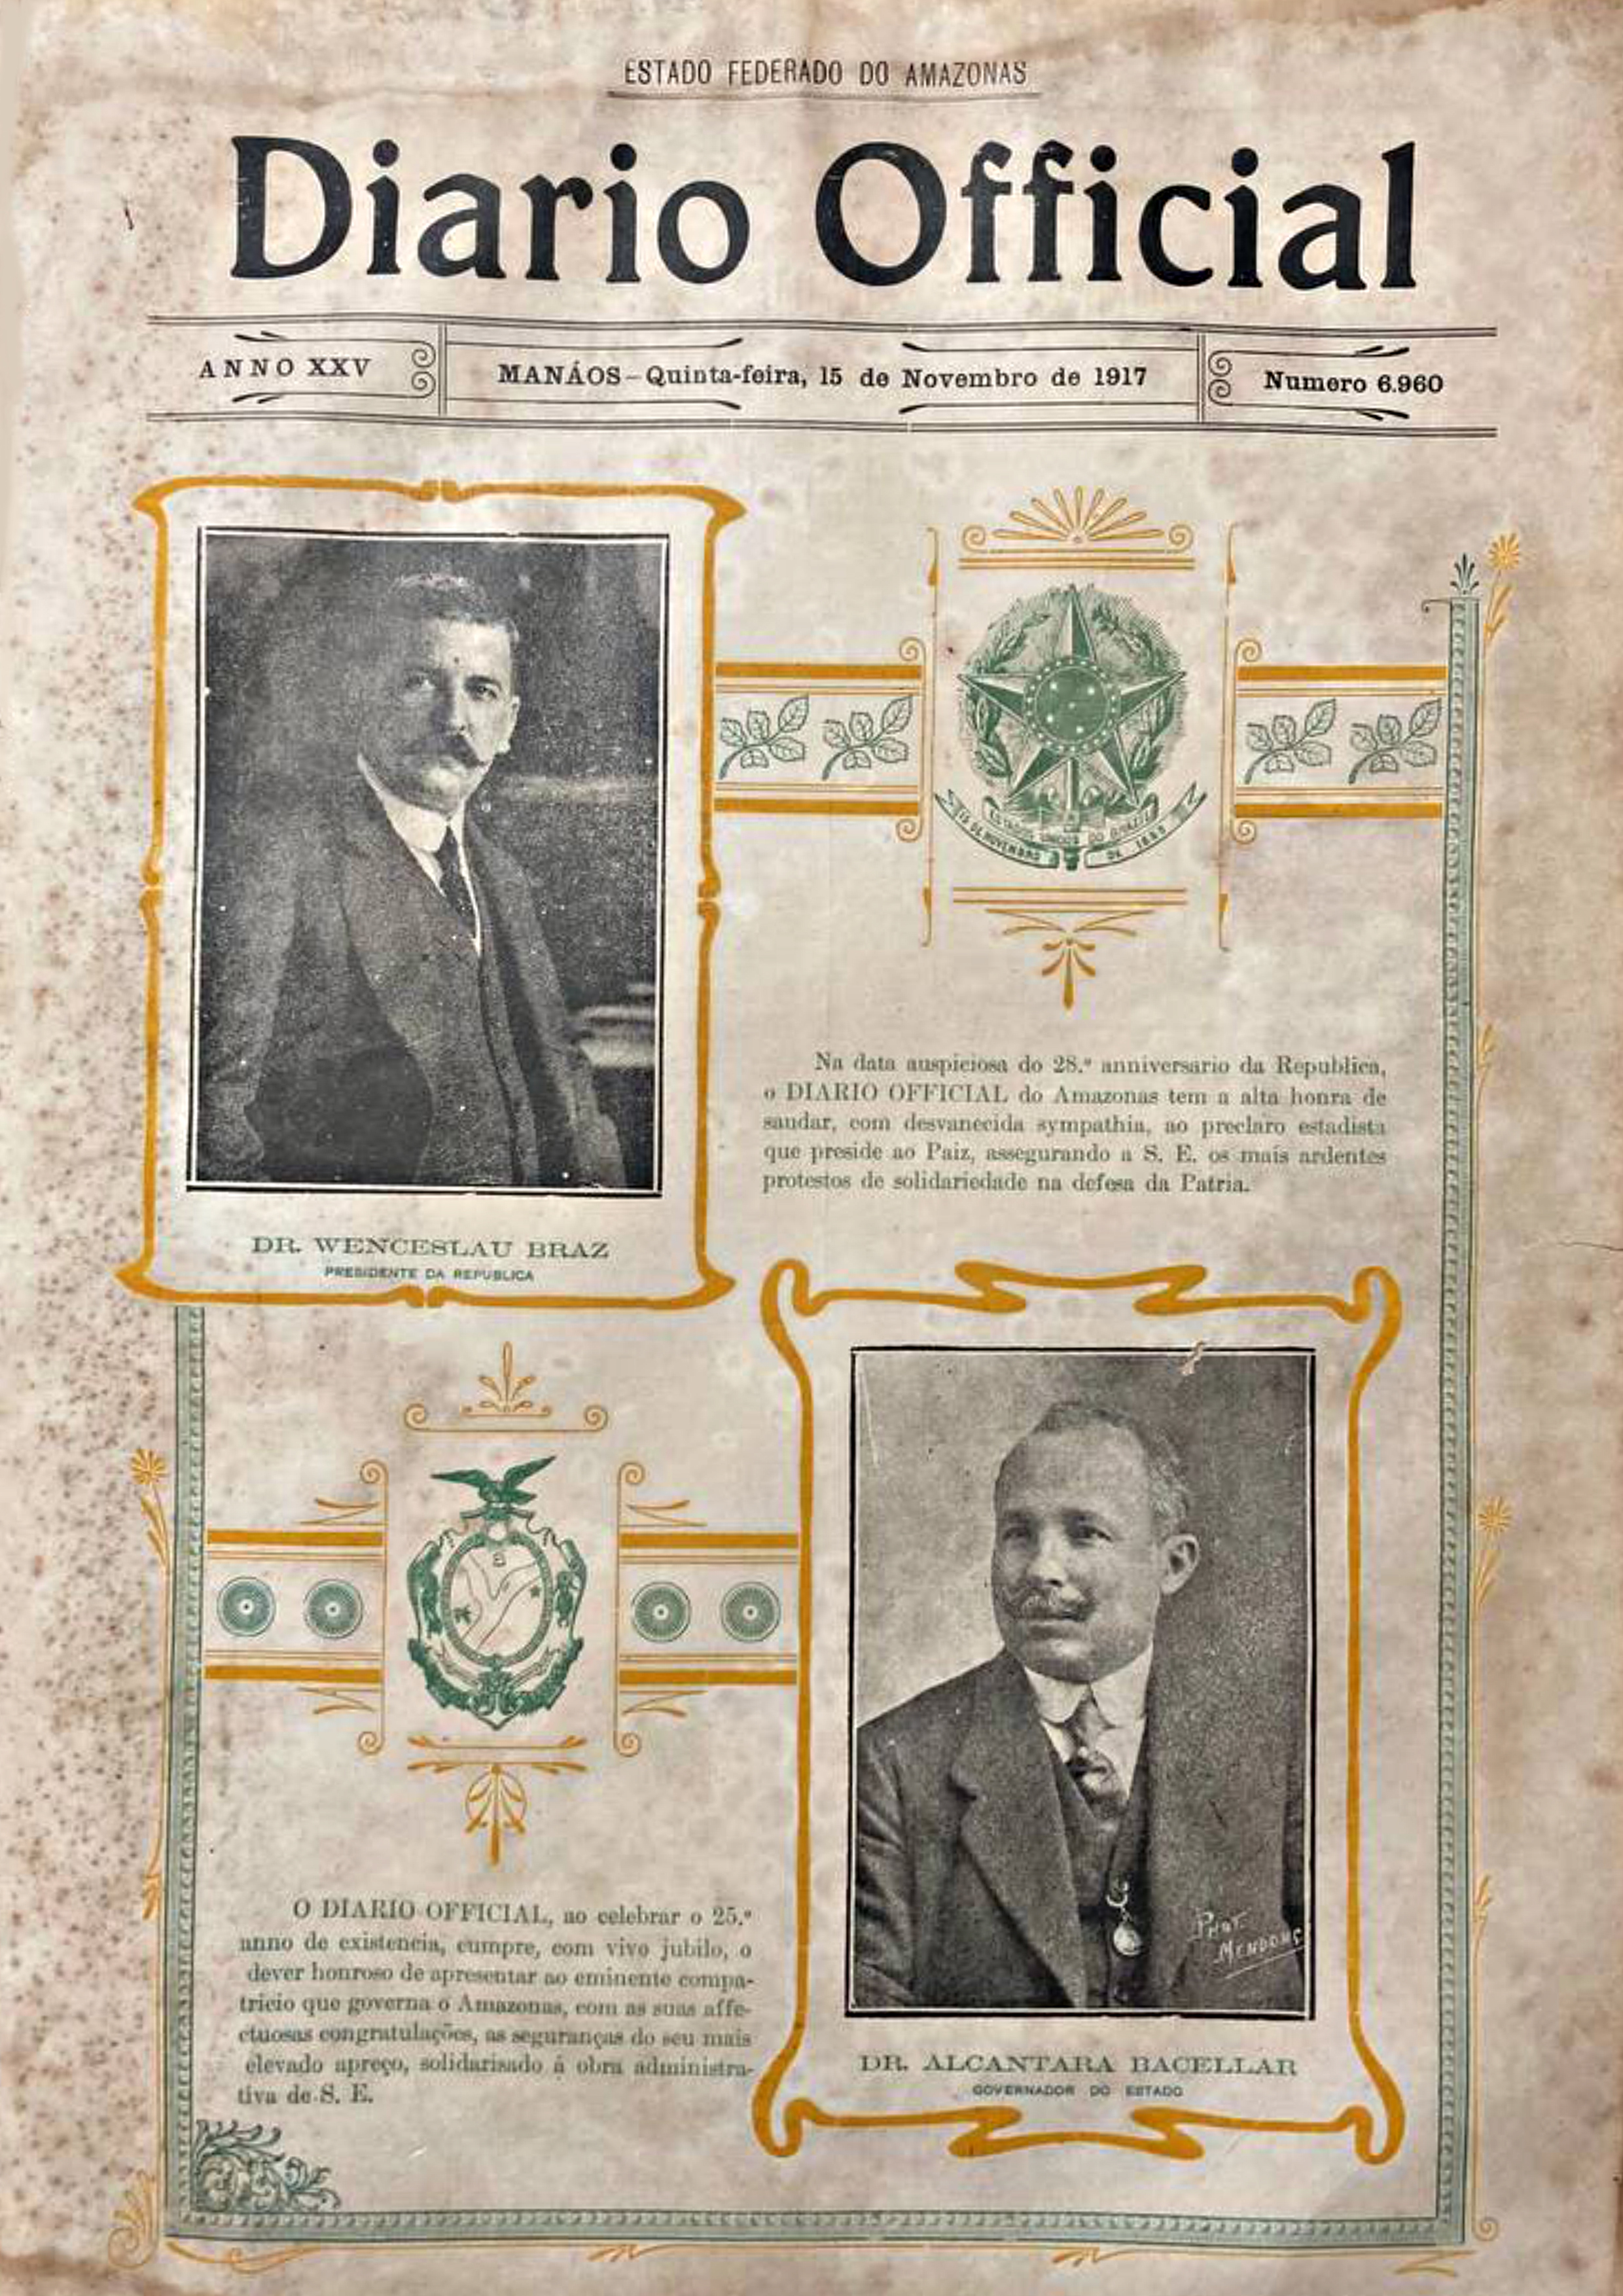 ESTADO FEDERADO DO AMAZONAS
Diario Official
ANNO XXV
MANÁOS—Quinta-feira, 15 de Novembro de 1917
Numero 6.960
ESTADOS UNIDOS DO BRAZIL
15 DE NOVEMBRO DE 1889
Na data auspiciosa do 28.º anniversario da Republica,
o DIARIO OFFICIAL do Amazonas tem a alta honra de
saudar, com desvanecida sympathia, ao preclaro estadista
que preside ao Paiz, assegurando a S. E. os mais ardentes
protestos de solidariedade na defesa da Patria.
DR. WENCESLAU BRAZ
PRESIDENTE DA REPUBLICA
O DIARIO OFFICIAL, ao celebrar o 25.º
anno de existencia, cumpre, com vivo jubilo, o
dever honroso de apresentar ao eminente compa-
tricio que governa o Amazonas, com as suas affe-
ctuosas congratulações, as seguranças do seu mais
elevado apreço, solidarisado á obra administra-
tiva de S. E.
PHOT.
MENDONÇ
DR. ALCANTARA BACELLAR
GOVERNADOR DO ESTADO